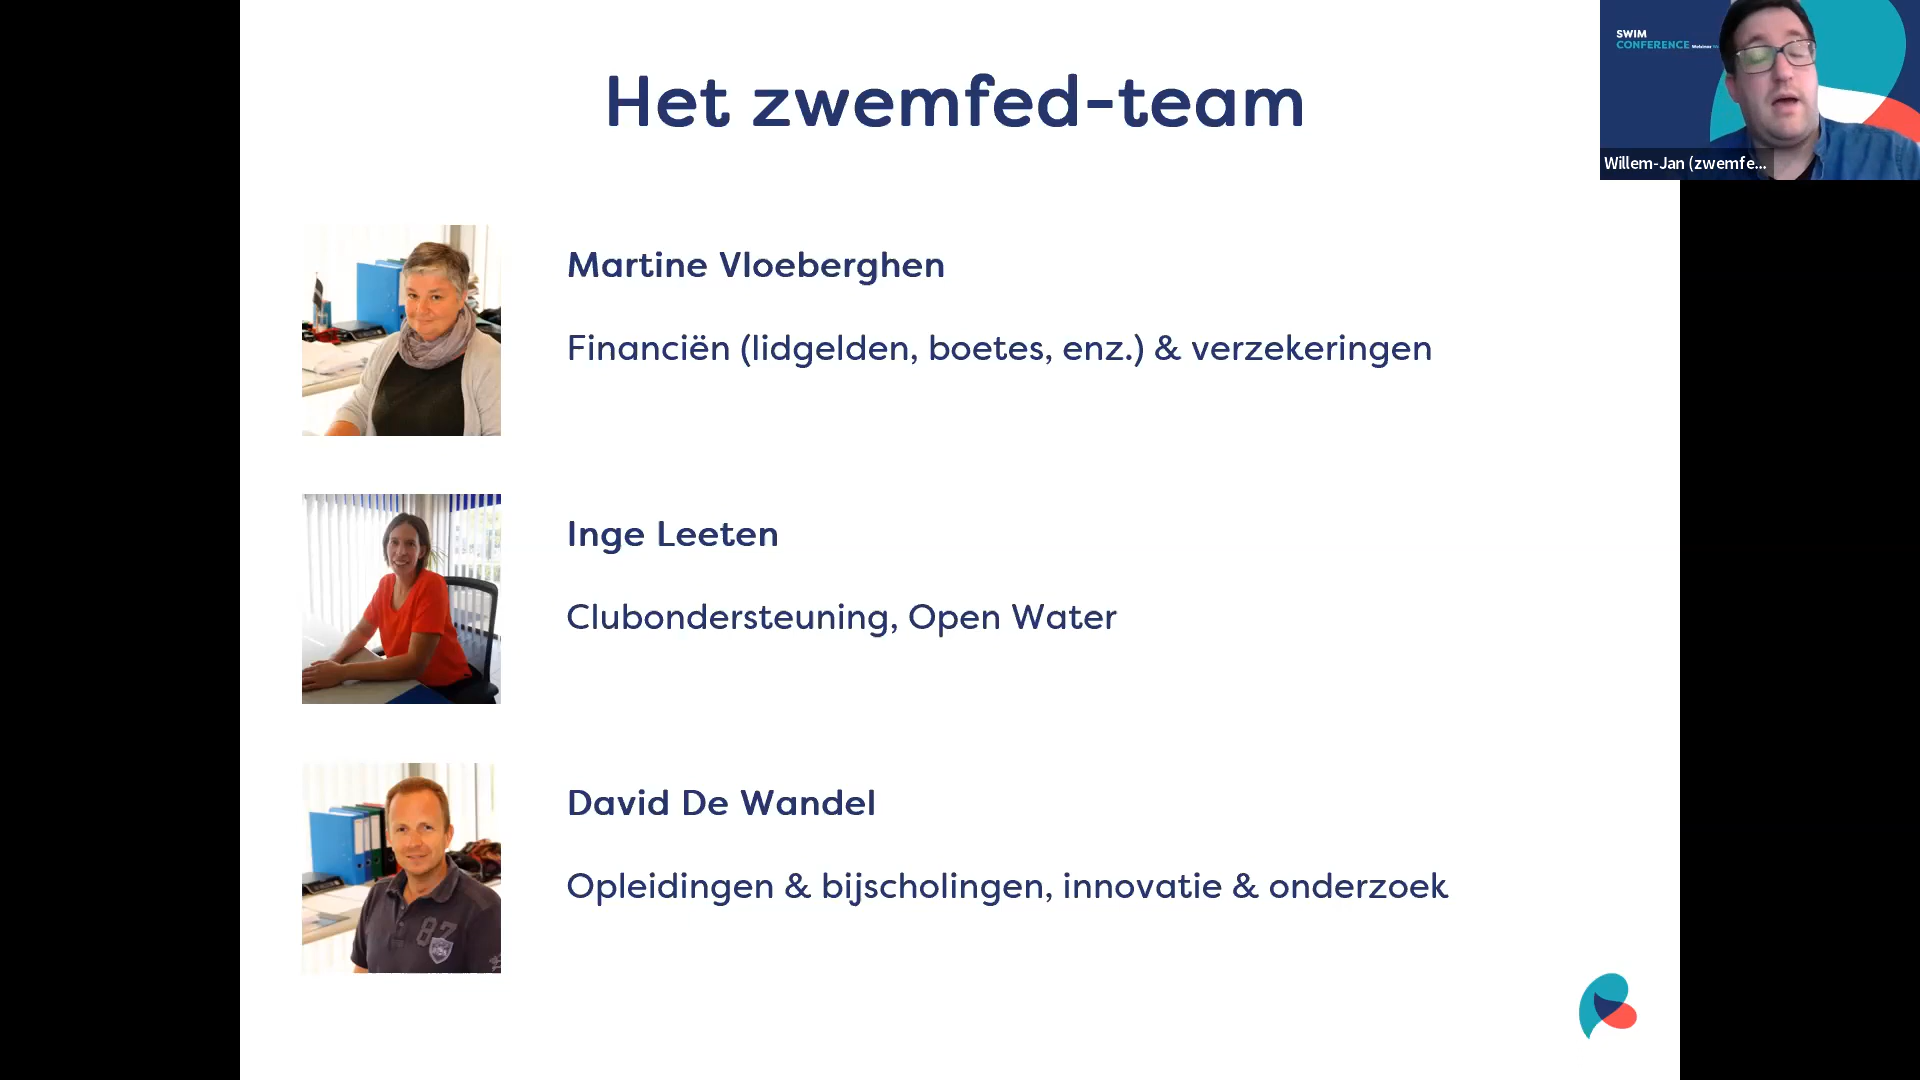 Het zwemfed-team
SWIM
CONFERENCE
Willem-Jan (zwemfe...
Martine Vloeberghen
Financiën (lidgelden, boetes, enz.) & verzekeringen
Inge Leeten
Clubondersteuning, Open Water
David De Wandel
Opleidingen & bijscholingen, innovatie & onderzoek
87